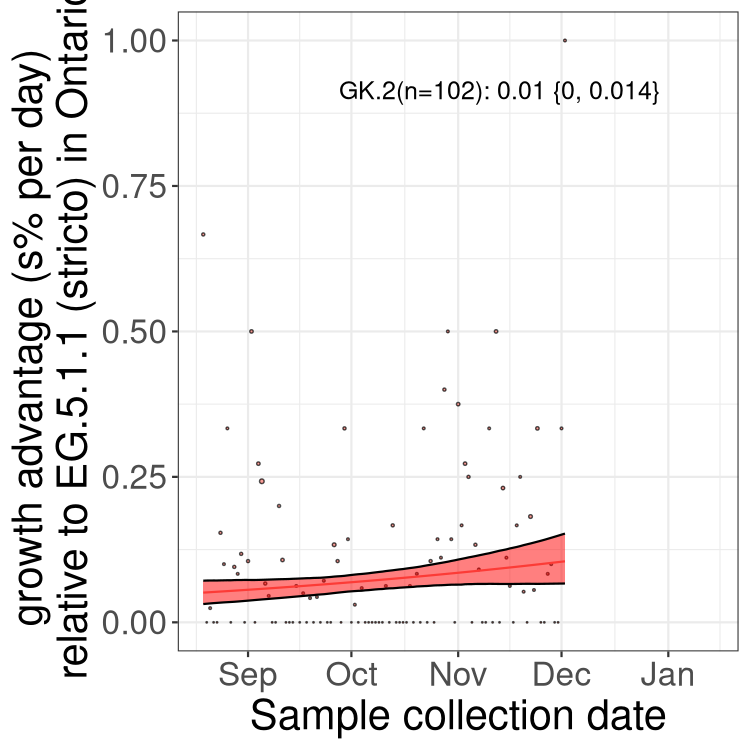 growth advantage (s% per day)
relative to EG.5.1.1 (stricto) in Ontario
1.00
0.75
0.50
0.25
0.00
GK.2(n=102): 0.01 {0, 0.014}
Sep Oct Nov Dec Jan
Sample collection date